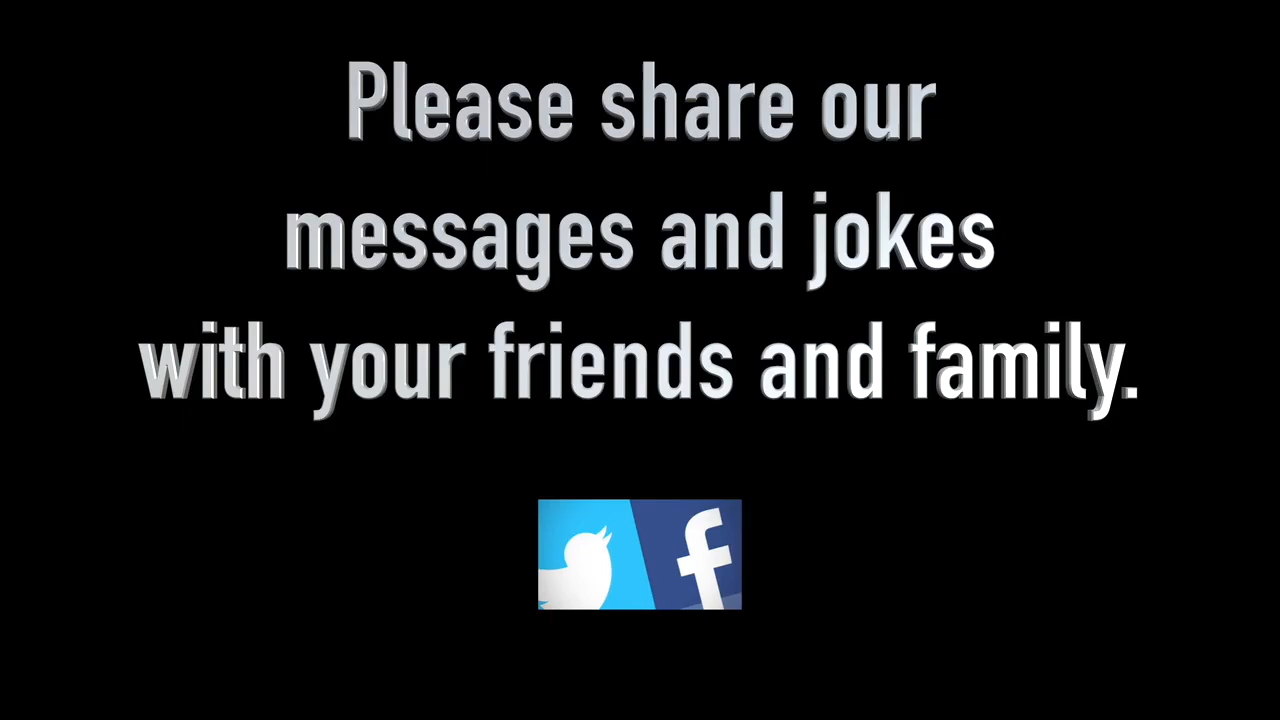 Please share our
messages and jokes
with your friends and family.
f